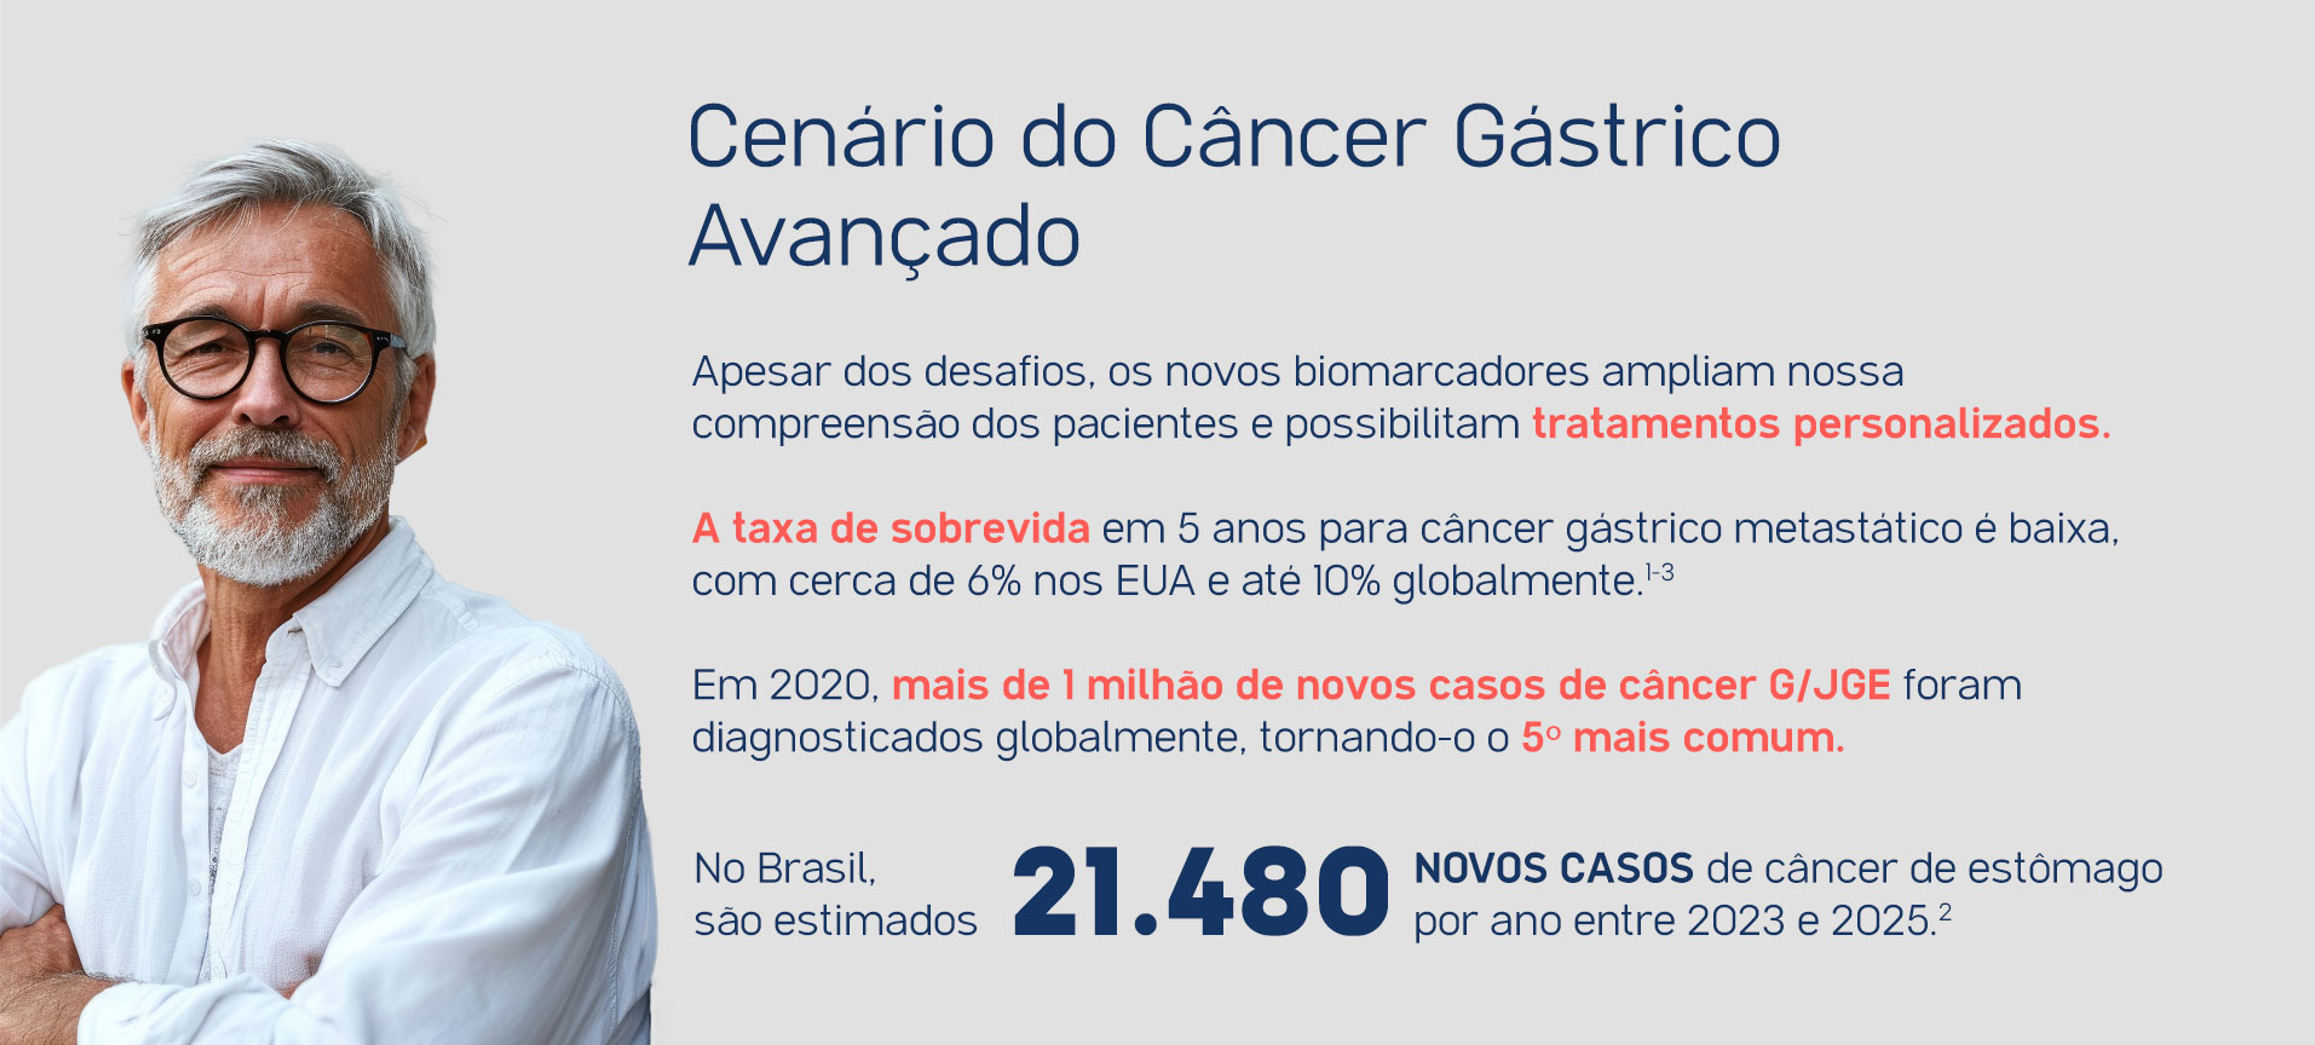 Cenário do Câncer Gástrico
Avançado
Apesar dos desafios, os novos biomarcadores ampliam nossa
compreensão dos pacientes e possibilitam tratamentos personalizados.
A taxa de sobrevida em 5 anos para câncer gástrico metastático é baixa,
com cerca de 6% nos EUA e até 10% globalmente.¹⁻³
Em 2020, mais de 1 milhão de novos casos de câncer G/JGE foram
diagnosticados globalmente, tornando-o o 5º mais comum.
No Brasil,
são estimados
21.480
NOVOS CASOS de câncer de estômago
por ano entre 2023 e 2025.²